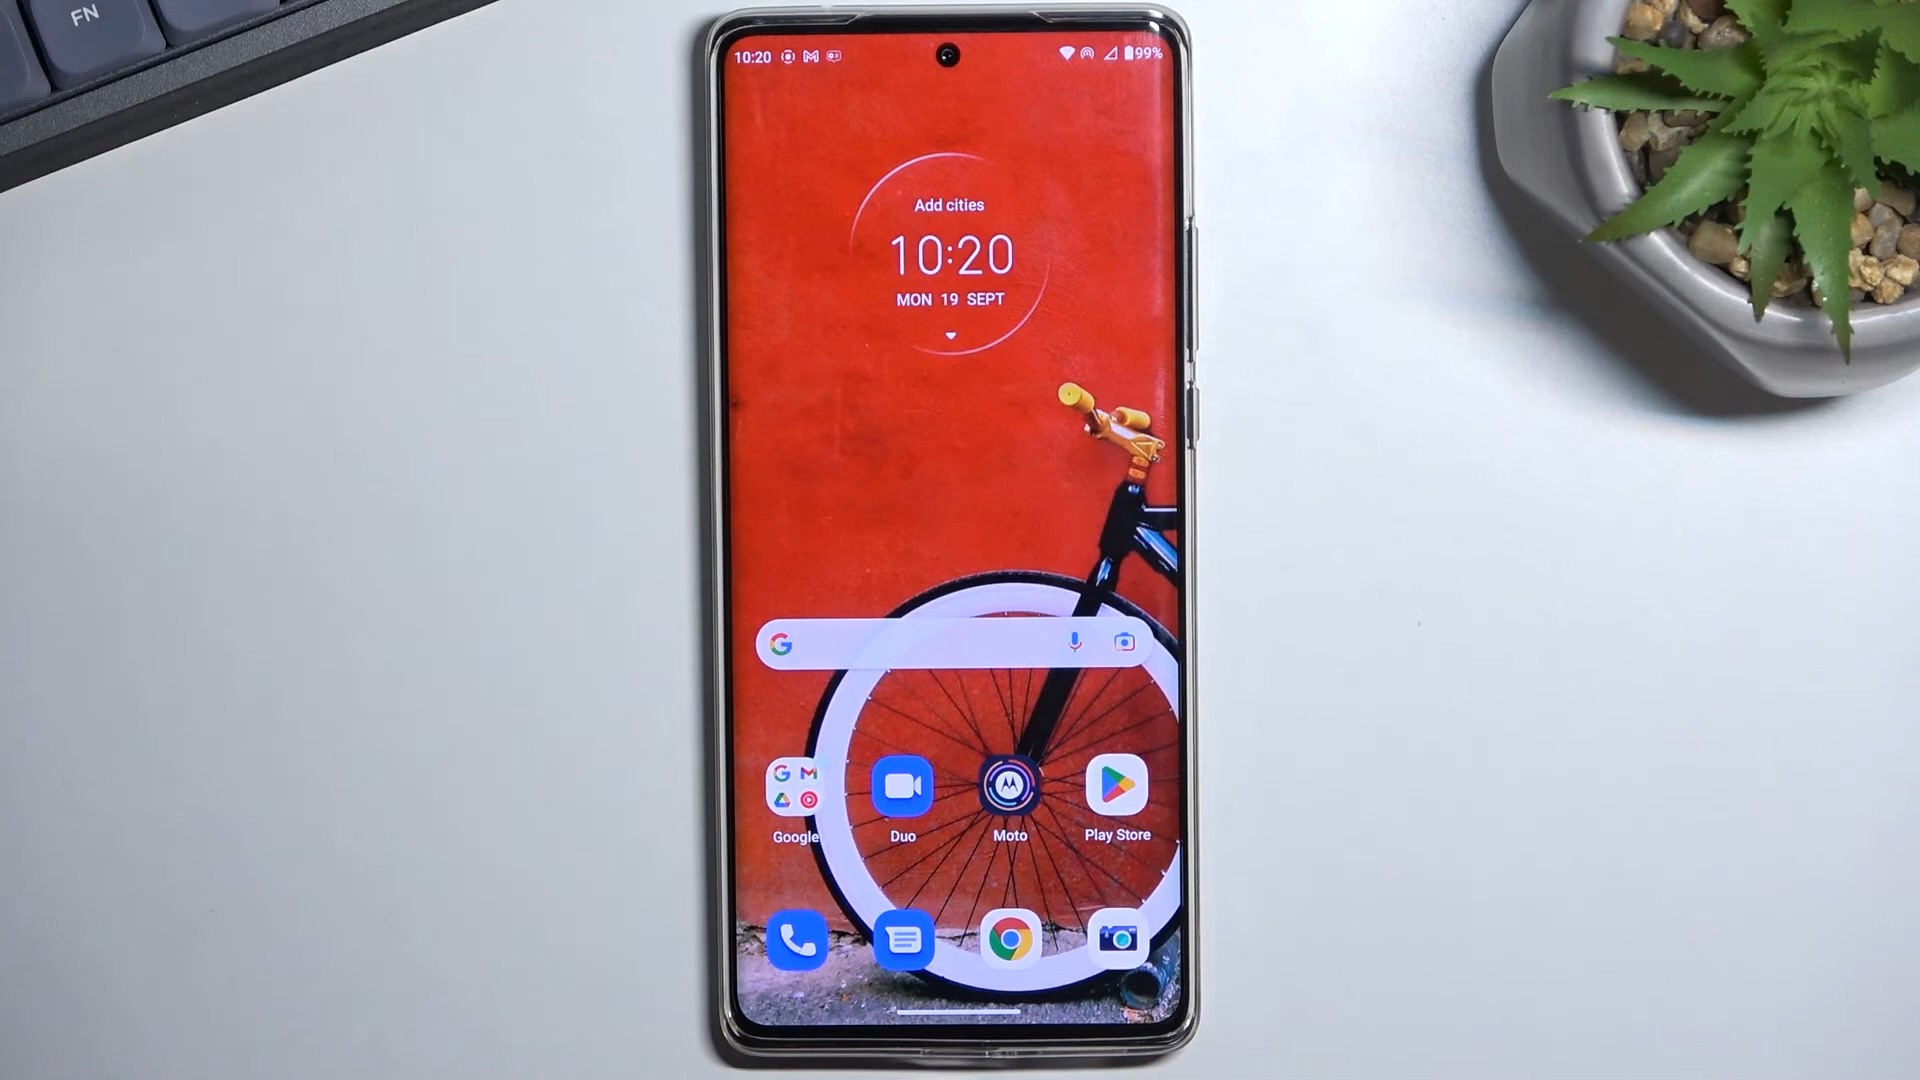 FN
10:20
99%
Add cities
10:20
MON 19 SEPT
Google
Duo
Moto
Play Store